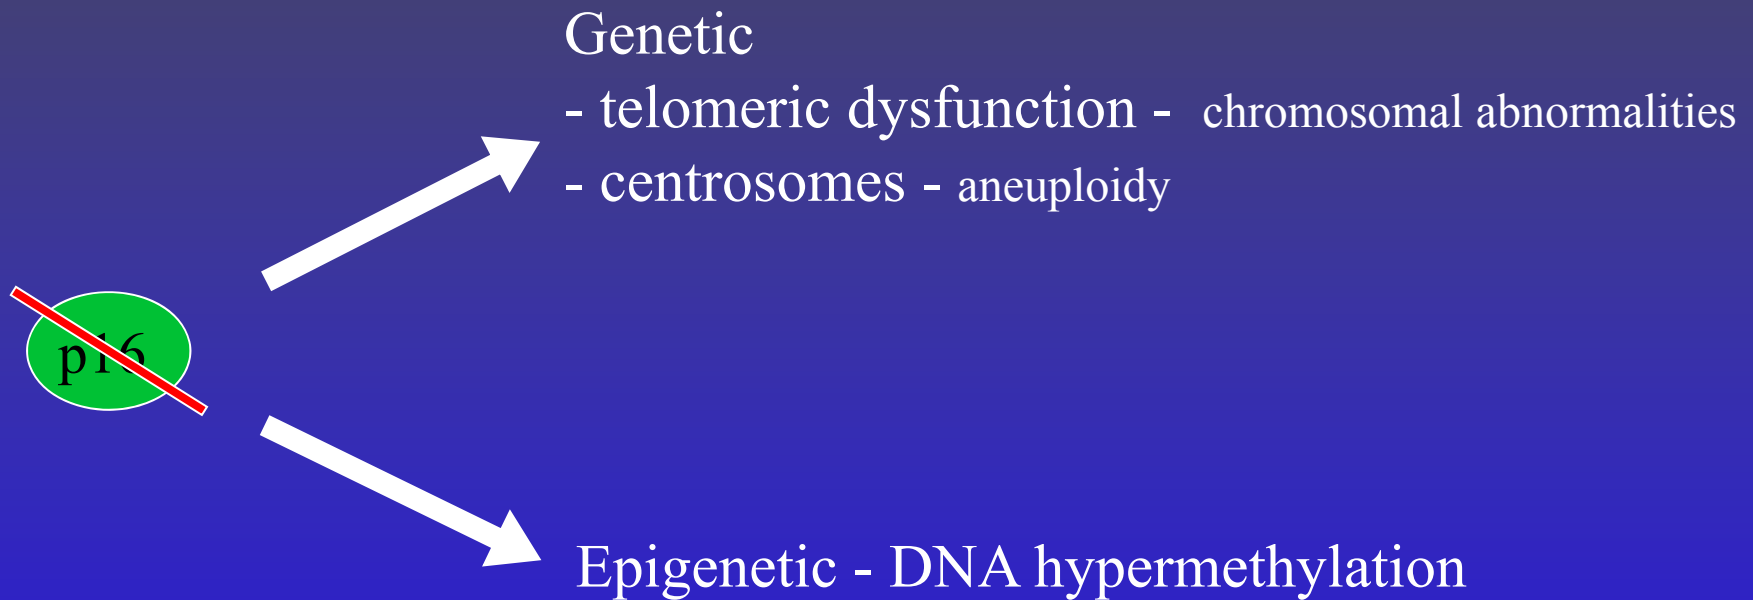 Genetic
- telomeric dysfunction - chromosomal abnormalities
- centrosomes - aneuploidy
p16
Epigenetic - DNA hypermethylation